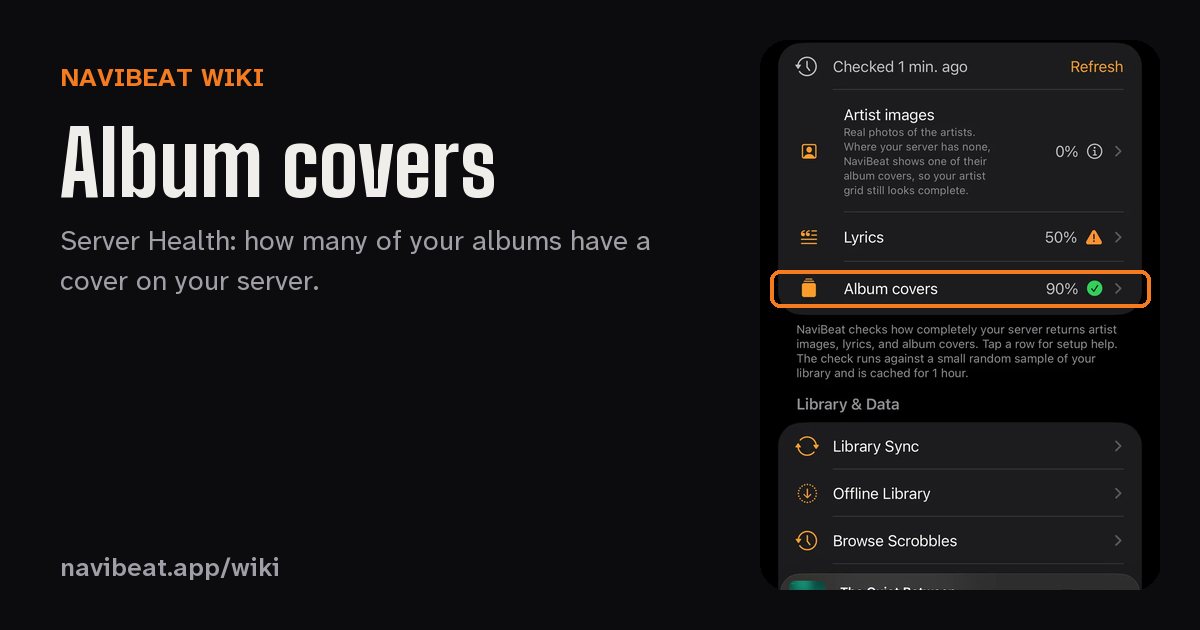 NAVIBEAT WIKI
Album covers
Server Health: how many of your albums have a
cover on your server.
navibeat.app/wiki
Checked 1 min. ago
Refresh
Artist images
Real photos of the artists.
Where your server has none,
NaviBeat shows one of their
album covers, so your artist
grid still looks complete.
0%
Lyrics
50%
Album covers
90%
NaviBeat checks how completely your server returns artist
images, lyrics, and album covers. Tap a row for setup help.
The check runs against a small random sample of your
library and is cached for 1 hour.
Library & Data
Library Sync
Offline Library
Browse Scrobbles
The Quiet Between